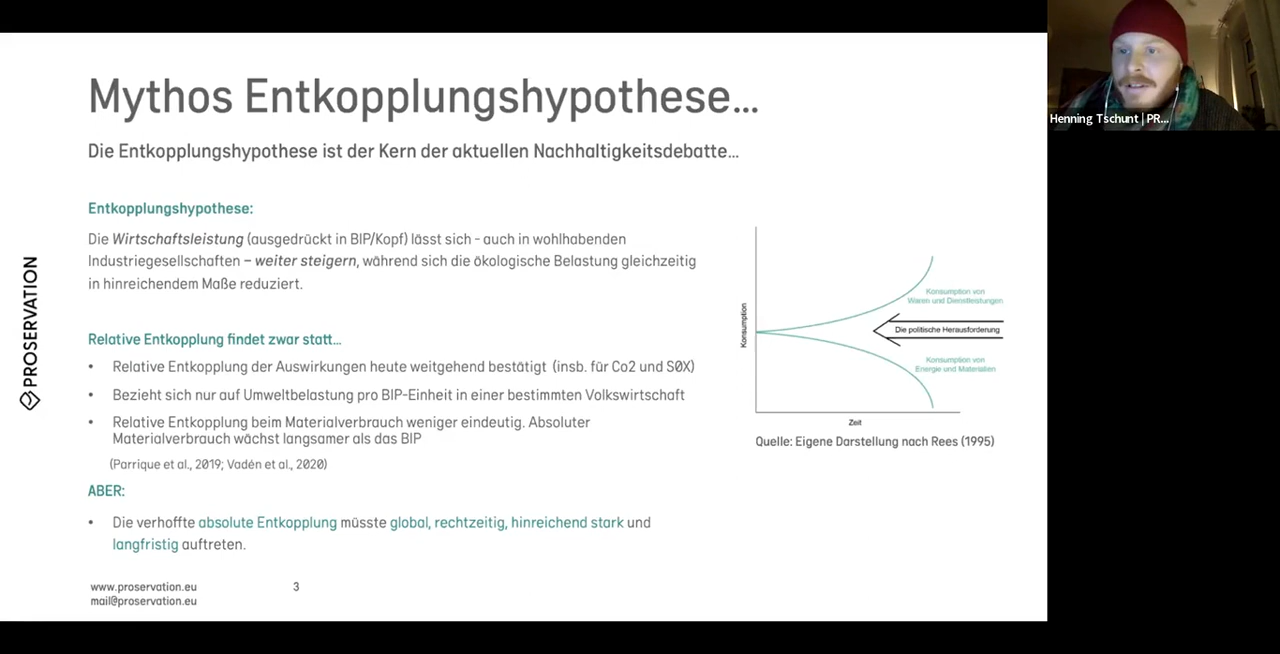 Mythos Entkopplungshypothese...
Die Entkopplungshypothese ist der Kern der aktuellen Nachhaltigkeitsdebatte...
Entkopplungshypothese:
Die Wirtschaftsleistung (ausgedrückt in BIP/Kopf) lässt sich - auch in wohlhabenden
Industriegesellschaften – weiter steigern, während sich die ökologische Belastung gleichzeitig
in hinreichendem Maße reduziert.
Relative Entkopplung findet zwar statt...
• Relative Entkopplung der Auswirkungen heute weitgehend bestätigt (insb. für Co2 und SØX)
• Bezieht sich nur auf Umweltbelastung pro BIP-Einheit in einer bestimmten Volkswirtschaft
• Relative Entkopplung beim Materialverbrauch weniger eindeutig. Absoluter
Materialverbrauch wächst langsamer als das BIP
(Parrique et al., 2019; Vadén et al., 2020)
ABER:
• Die verhoffte absolute Entkopplung müsste global, rechtzeitig, hinreichend stark und
langfristig auftreten.
www.proservation.eu
mail@proservation.eu
3
PROSERVATION
Konsumption
Konsumption von
Waren und Dienstleistungen
Die politische Herausforderung
Konsumption von
Energie und Materialien
Zeit
Quelle: Eigene Darstellung nach Rees (1995)
Henning Tschunt | PR...